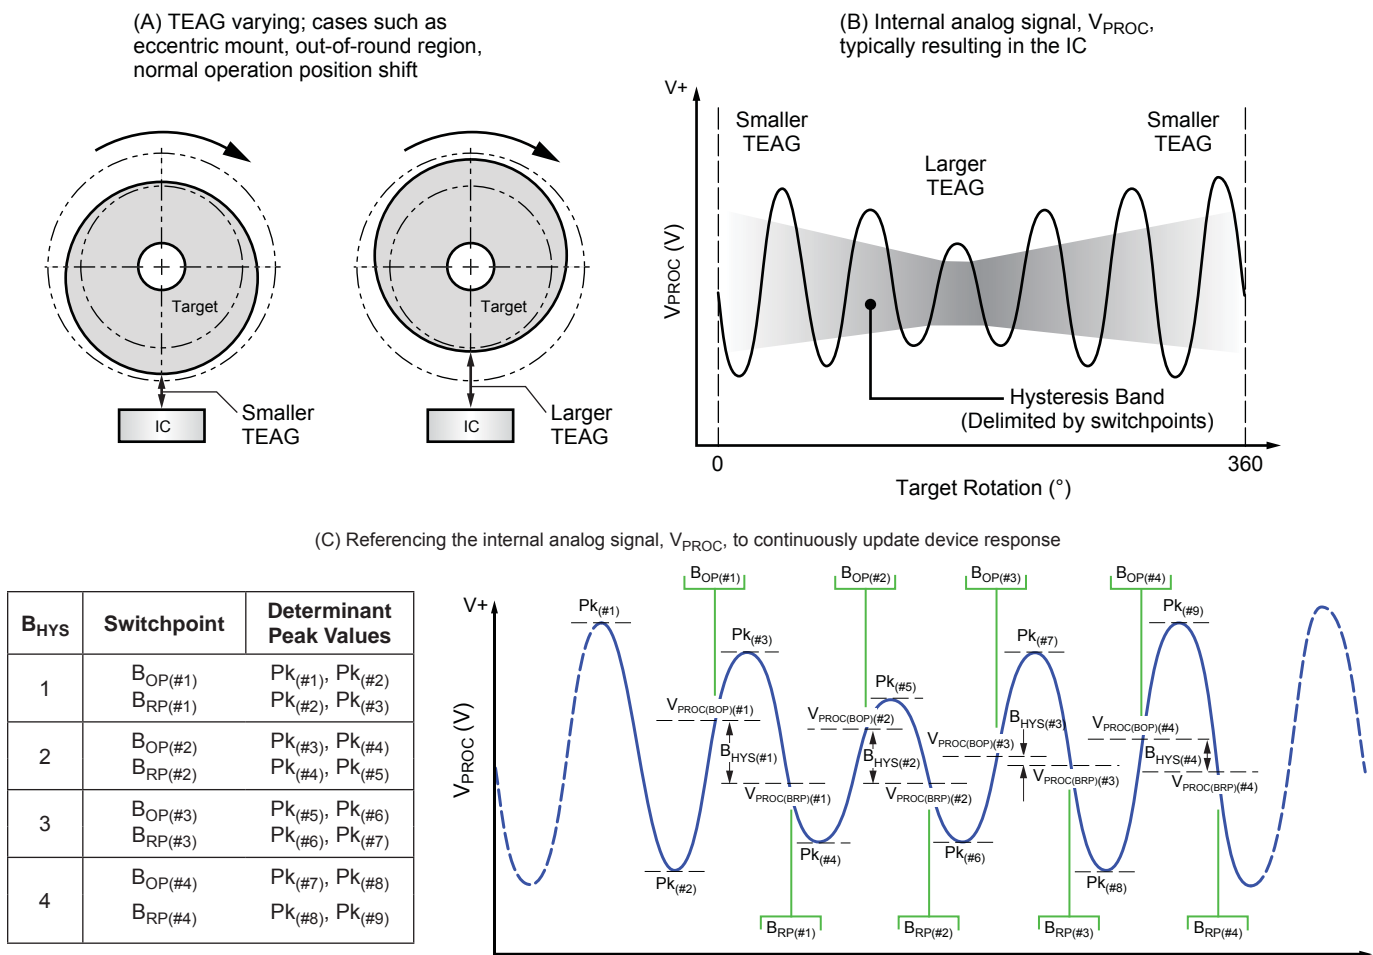 (A) TEAG varying; cases such as
eccentric mount, out-of-round region,
normal operation position shift
Target
IC
Smaller
TEAG
Target
IC
Larger
TEAG
(B) Internal analog signal, VPROC,
typically resulting in the IC
V+
VPROC (V)
Smaller
TEAG
Larger
TEAG
Smaller
TEAG
Hysteresis Band
(Delimited by switchpoints)
0
360
Target Rotation (°)
(C) Referencing the internal analog signal, VPROC, to continuously update device response
BHYS Switchpoint Determinant
Peak Values
1 BOP(#1) Pk(#1), Pk(#2)
BRP(#1) Pk(#2), Pk(#3)
2 BOP(#2) Pk(#3), Pk(#4)
BRP(#2) Pk(#4), Pk(#5)
3 BOP(#3) Pk(#5), Pk(#6)
BRP(#3) Pk(#6), Pk(#7)
4 BOP(#4) Pk(#7), Pk(#8)
BRP(#4) Pk(#8), Pk(#9)
V+
VPROC (V)
BOP(#1)
BOP(#2)
BOP(#3)
BOP(#4)
Pk(#1)
Pk(#3)
Pk(#5)
Pk(#7)
Pk(#9)
VPROC(BOP)(#1)
VPROC(BOP)(#2)
VPROC(BOP)(#3)
VPROC(BOP)(#4)
BHYS(#1)
BHYS(#2)
BHYS(#3)
BHYS(#4)
VPROC(BRP)(#1)
VPROC(BRP)(#2)
VPROC(BRP)(#3)
VPROC(BRP)(#4)
Pk(#2)
Pk(#4)
Pk(#6)
Pk(#8)
BRP(#1)
BRP(#2)
BRP(#3)
BRP(#4)